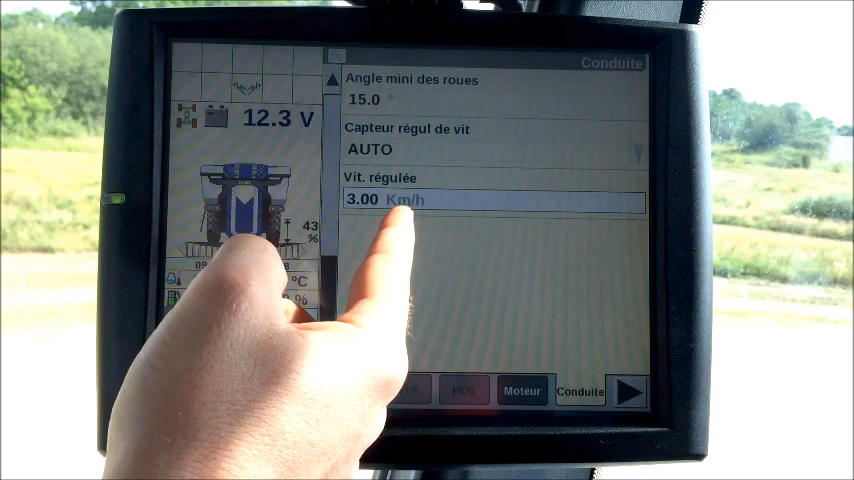 Conduite
Angle mini des roues
15.0 °
12.3 V
Capteur régul de vit
AUTO
Vit. régulée
3.00 Km/h
43
%
°C
%
HQS
Moteur
Conduite